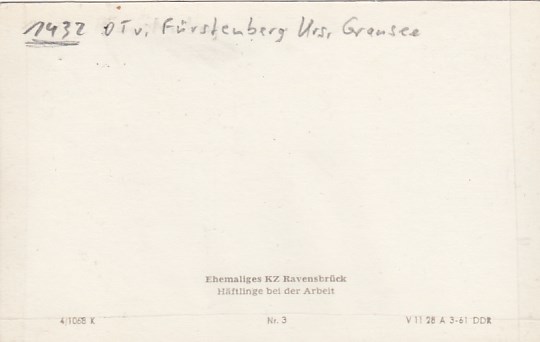 1432 OT v. Fürstenberg Krs. Gransee
Ehemaliges KZ Ravensbrück
Häftlinge bei der Arbeit
4/1068 K Nr. 3 V 11 28 A 3-61 DDR